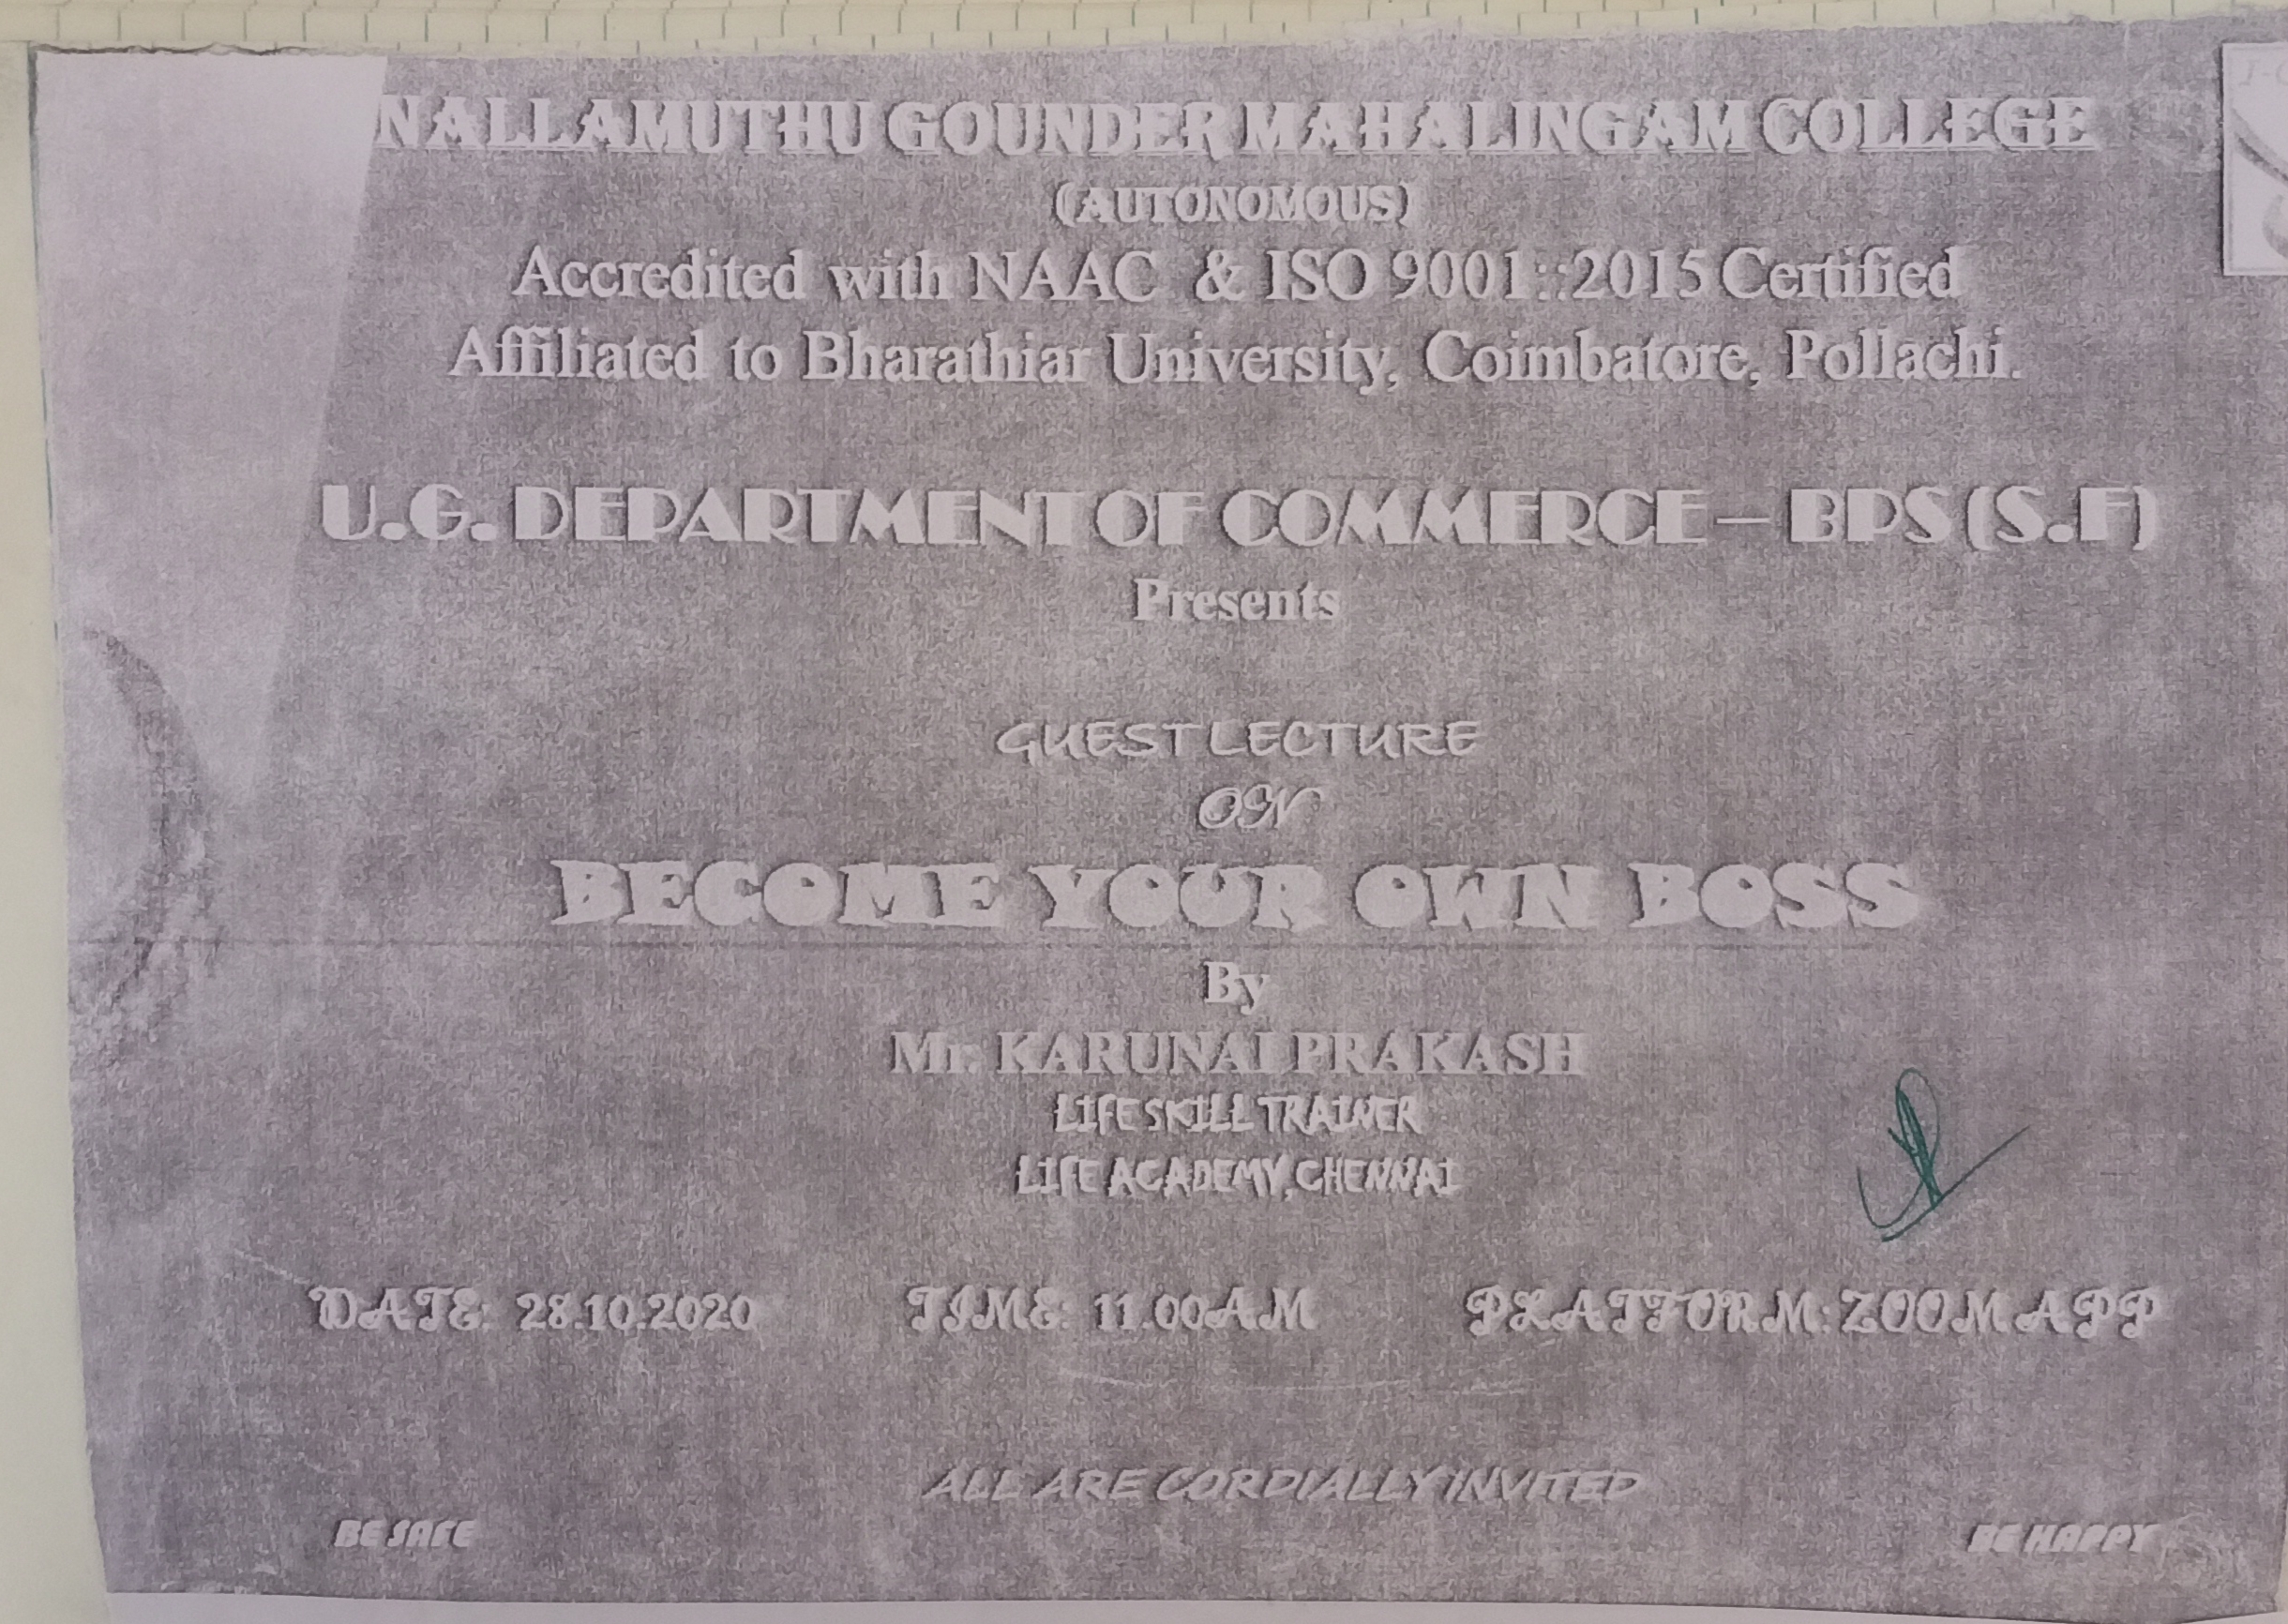 NALLAMUTHU GOUNDER MAHALINGAM COLLEGE
(AUTONOMOUS)
Accredited with NAAC & ISO 9001::2015 Certified
Affiliated to Bharathiar University, Coimbatore, Pollachi.
U.G. DEPARTMENT OF COMMERCE – BPS (S.F)
Presents
GUEST LECTURE
ON
BECOME YOUR OWN BOSS
By
Mr. KARUNAI PRAKASH
LIFE SKILL TRAINER
LIFE ACADEMY, CHENNAI
DATE: 28.10.2020 TIME: 11.00AM PLATFORM: ZOOM APP
ALL ARE CORDIALLY INVITED
BE SAFE BE HAPPY